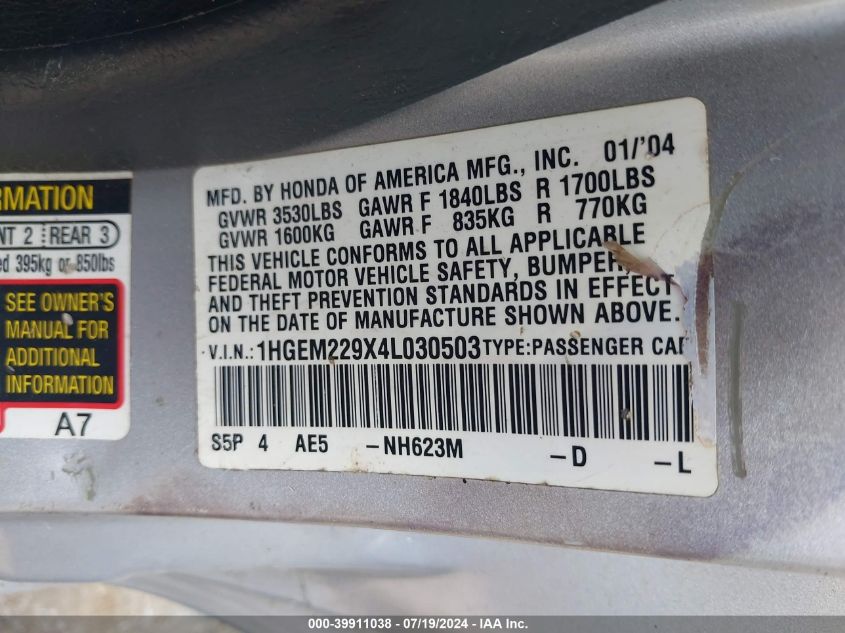 RMATION
NT 2 REAR 3
ed 395kg or 850lbs
SEE OWNER'S
MANUAL FOR
ADDITIONAL
INFORMATION
A7
MFD. BY HONDA OF AMERICA MFG., INC. 01/'04
GVWR 3530LBS GAWR F 1840LBS R 1700LBS
GVWR 1600KG GAWR F 835KG R 770KG
THIS VEHICLE CONFORMS TO ALL APPLICABLE
FEDERAL MOTOR VEHICLE SAFETY, BUMPER,
AND THEFT PREVENTION STANDARDS IN EFFECT
ON THE DATE OF MANUFACTURE SHOWN ABOVE.
V.I.N.: 1HGEM229X4L030503 TYPE:PASSENGER CAR
S5P 4 AE5 -NH623M -D -L
000-39911038 - 07/19/2024 - IAA Inc.